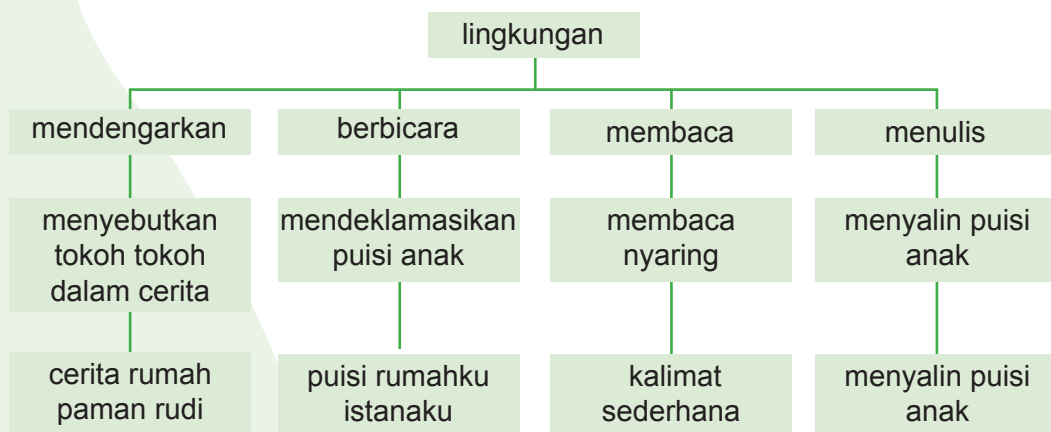 lingkungan
mendengarkan
berbicara
membaca
menulis
menyebutkan
tokoh tokoh
dalam cerita
mendeklamasikan
puisi anak
membaca
nyaring
menyalin puisi
anak
cerita rumah
paman rudi
puisi rumahku
istanaku
kalimat
sederhana
menyalin puisi
anak